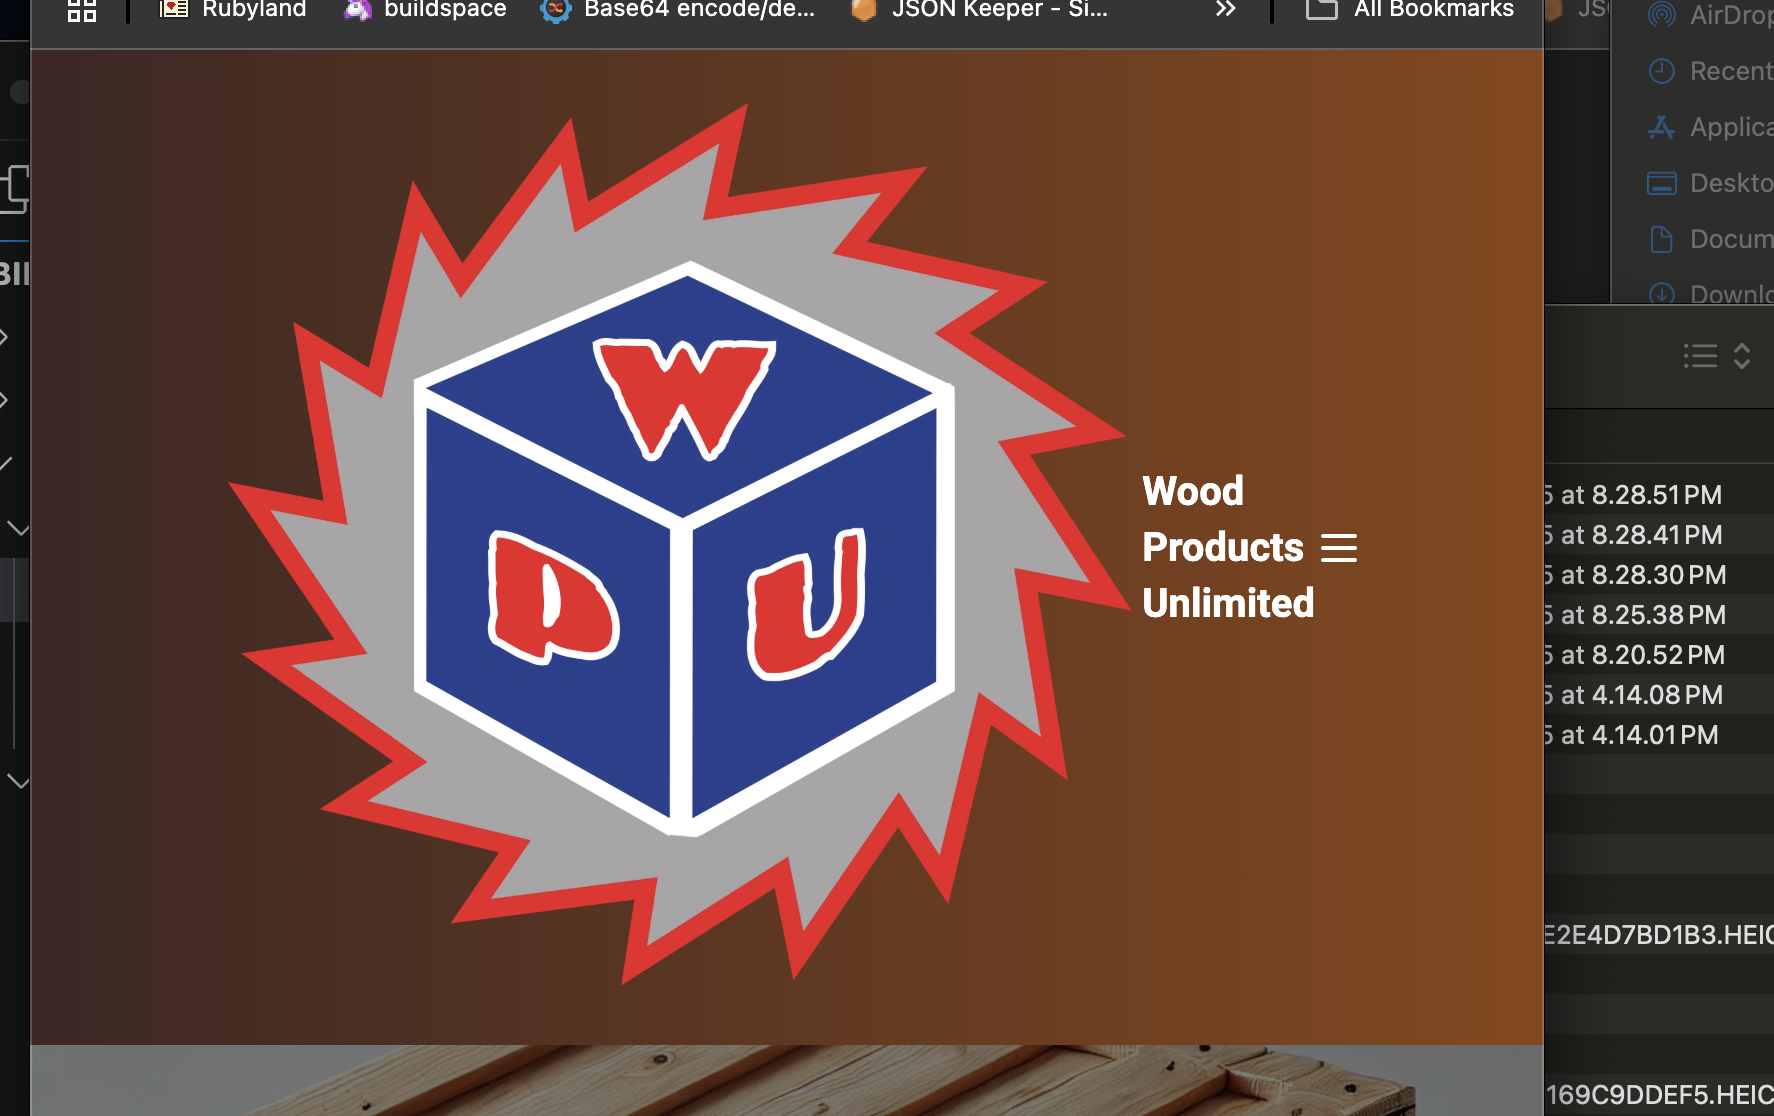 Rubyland
buildspace
Base64 encode/de...
JSON Keeper - Si...
All Bookmarks
AirDrop
Recent
Applica
Deskto
Docum
Downlo
W
P
U
Wood
Products
Unlimited
5 at 8.28.51 PM
5 at 8.28.41 PM
5 at 8.28.30 PM
5 at 8.25.38 PM
5 at 8.20.52 PM
5 at 4.14.08 PM
5 at 4.14.01 PM
E2E4D7BD1B3.HEIC
169C9DDEF5.HEIC